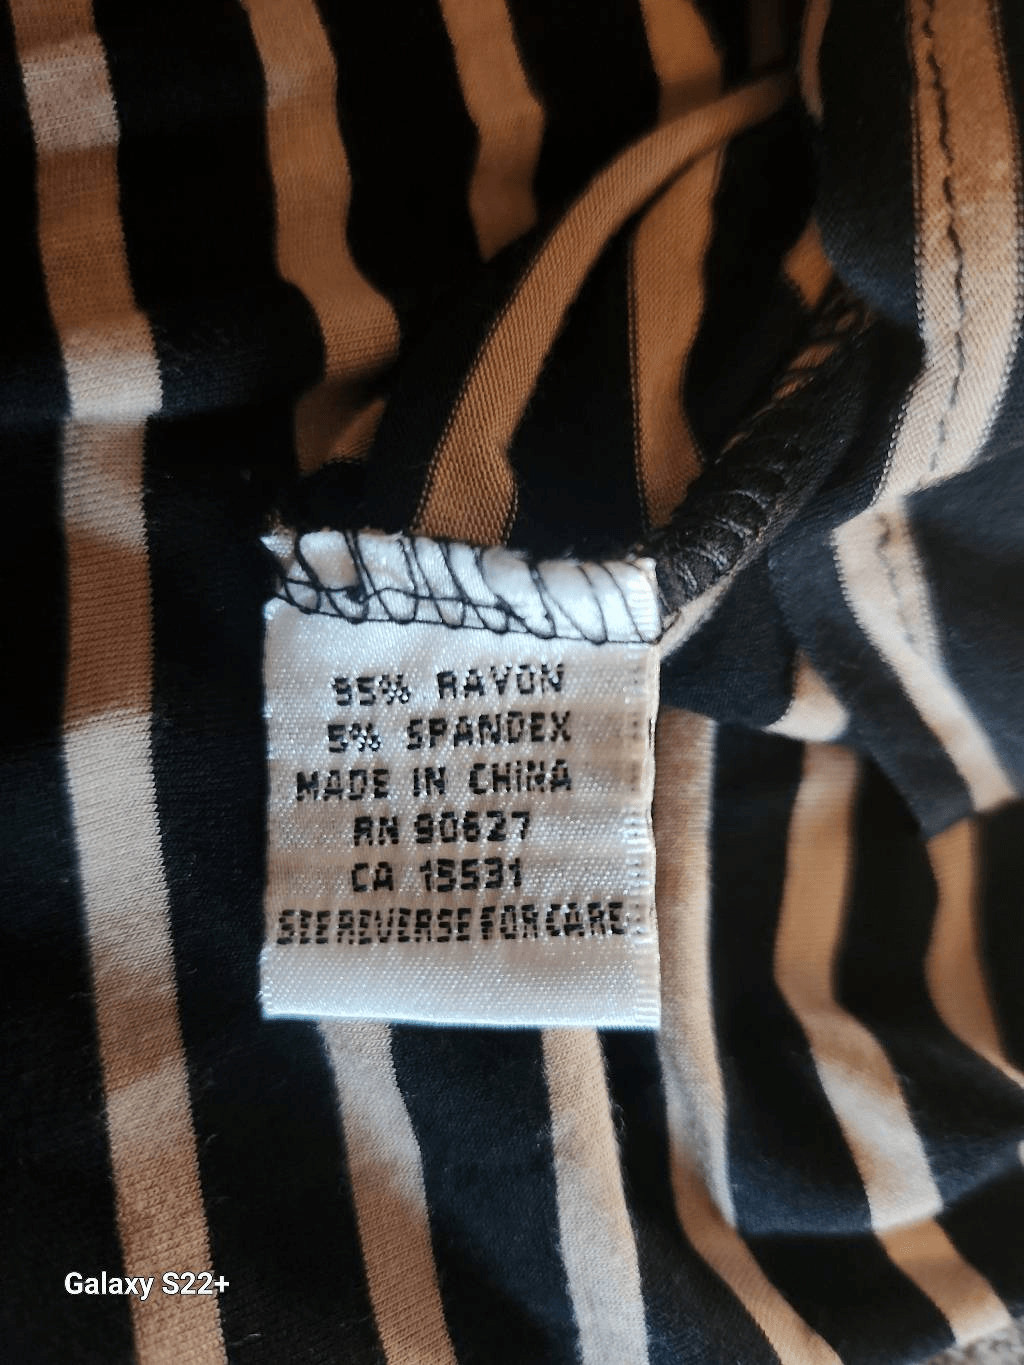 95% RAYON
5% SPANDEX
MADE IN CHINA
RN 90627
CA 15531
SEE REVERSE FOR CARE
Galaxy S22+